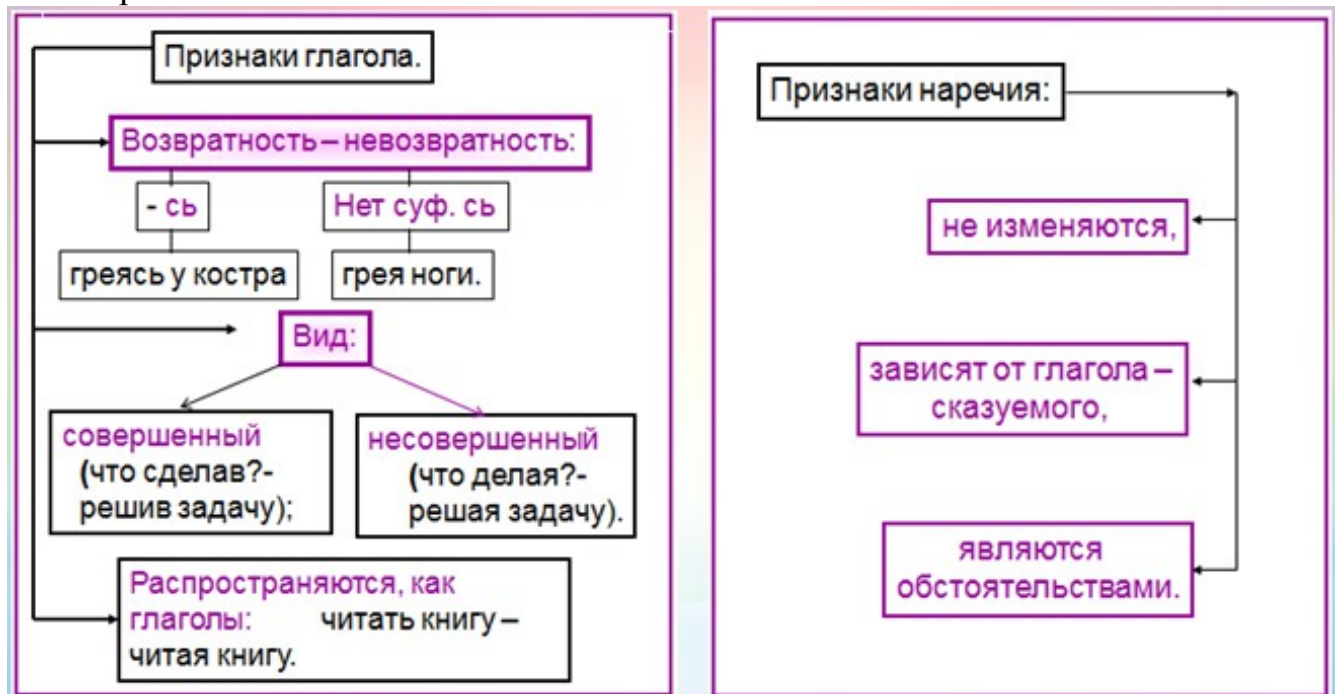 Признаки глагола.
Возвратность – невозвратность:
- сь
Нет суф. сь
греясь у костра
грея ноги.
Вид:
совершенный
(что сделав?-
решив задачу);
несовершенный
(что делая?-
решая задачу).
Распространяются, как
глаголы: читать книгу –
читая книгу.
Признаки наречия:
не изменяются,
зависят от глагола –
сказуемого,
являются
обстоятельствами.